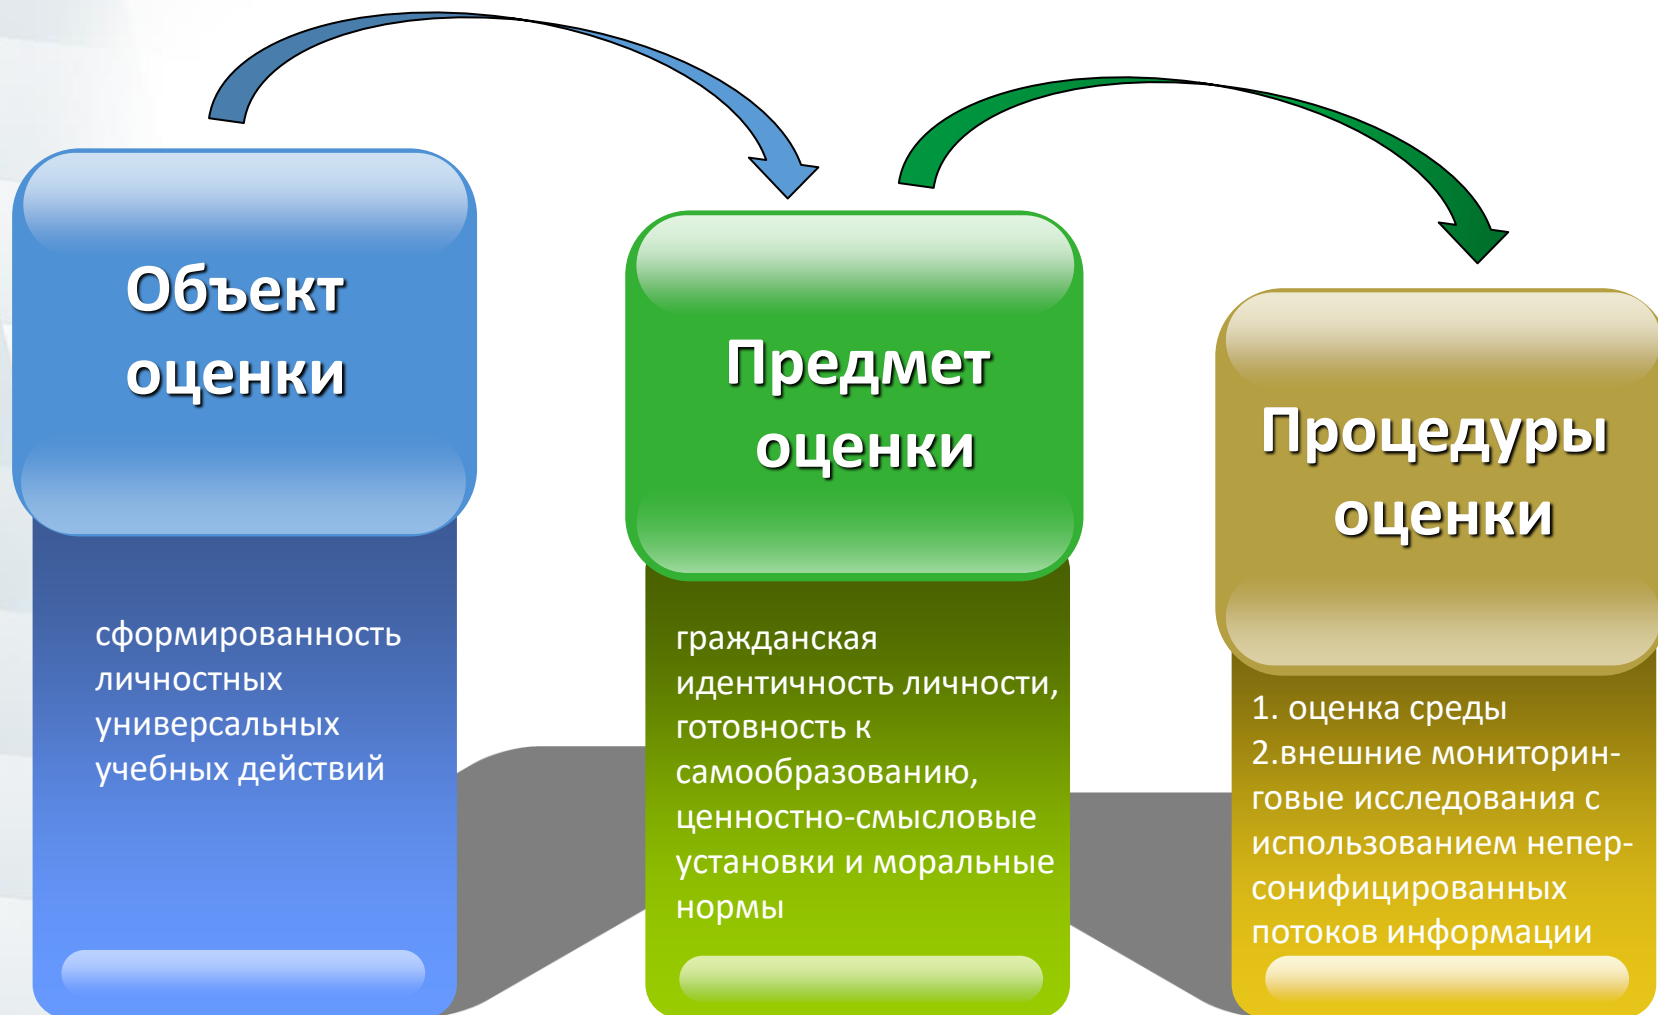 Объект
оценки
сформированность
личностных
универсальных
учебных действий
Предмет
оценки
гражданская
идентичность личности,
готовность к
самообразованию,
ценностно-смысловые
установки и моральные
нормы
Процедуры
оценки
1. оценка среды
2.внешние мониторин-
говые исследования с
использованием непер-
сонифицированных
потоков информации